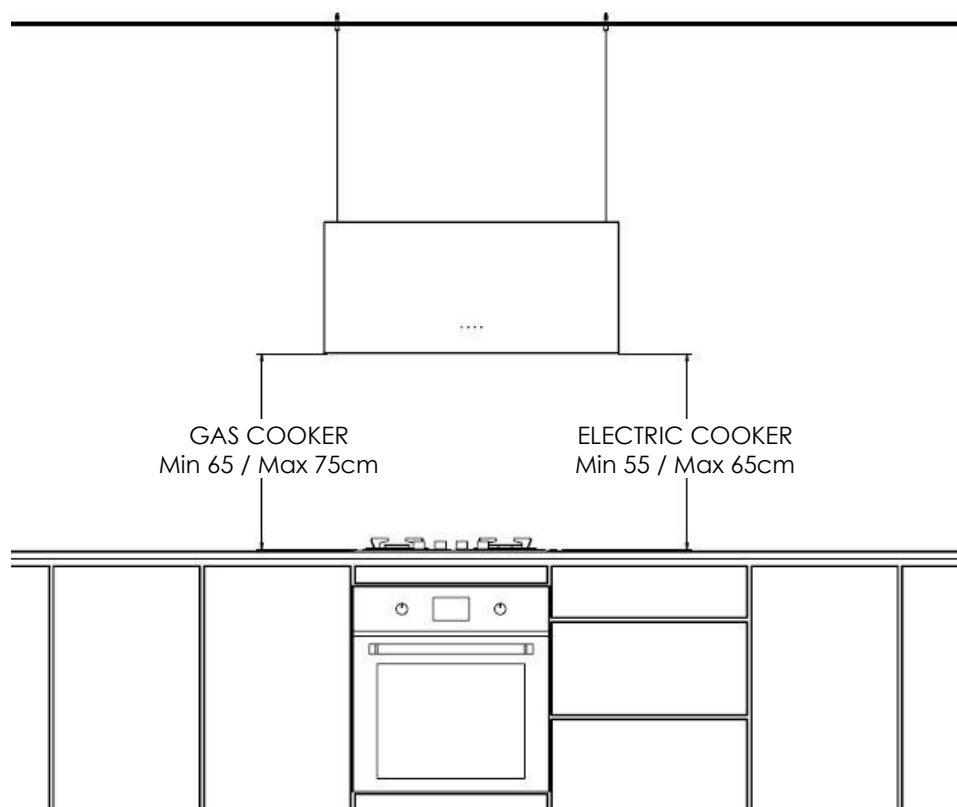 GAS COOKER
Min 65 / Max 75cm
ELECTRIC COOKER
Min 55 / Max 65cm